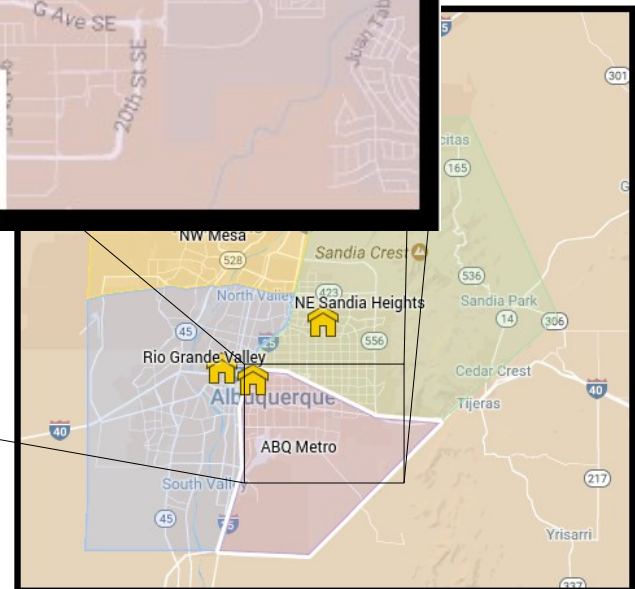 G Ave SE
20th St SE
Juan Tab
5
301
citas
165
G
NW Mesa
Sandia Crest
528
536
North Valley
423
NE Sandia Heights
Sandia Park
14
306
45
25
556
Rio Grande Valley
Cedar Crest
Albuquerque
40
Tijeras
40
ABQ Metro
217
South Valley
45
25
Yrisarri
337